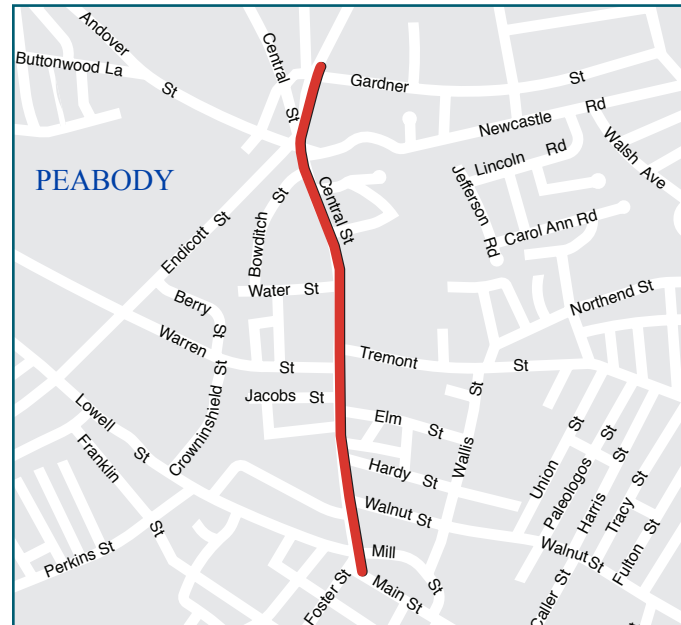 Andover St
Buttonwood La
Central St
Gardner St
Newcastle Rd
Walsh Ave
Lincoln Rd
Jefferson Rd
Carol Ann Rd
PEABODY
Central St
Bowditch St
Endicott St
Water St
Northend St
Berry St
Warren St
Tremont St
Crowninshield St
Jacobs St
Elm St
Wallis St
Lowell St
Franklin St
Hardy St
Union St
Paleologos St
Harris St
Tracy St
Fulton St
Walnut St
Walnut St
Perkins St
Mill St
Foster St
Main St
Caller St